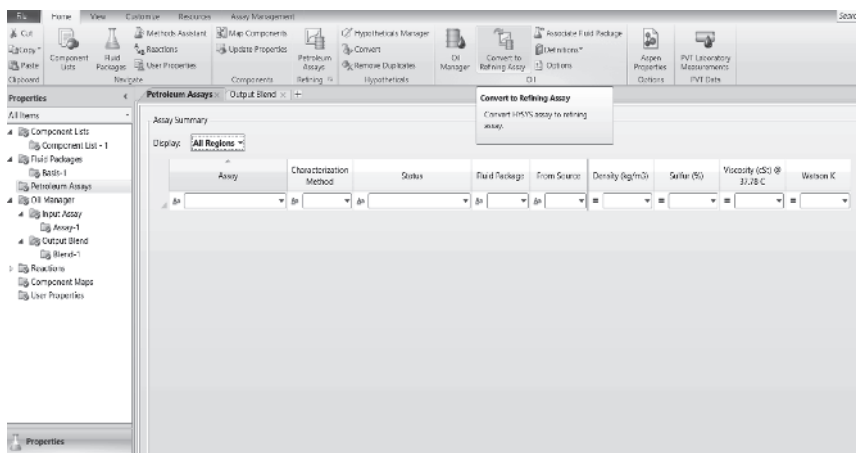 File Home View Customize Resources Assay Management Sear
Cut Methods Assistant Map Components Hypotheticals Manager Associate Fluid Package
Copy Reactions Update Properties Convert Definitions
Paste Component Lists Fluid Packages User Properties Petroleum Assays Remove Duplicates Oil Manager Convert to Refining Assay Options Aspen Properties PVT Laboratory Measurements
Clipboard Navigate Components Refining Hypotheticals Oil Options PVT Data
Properties Petroleum Assays Output Blend +
Convert to Refining Assay
Convert HYSYS assay to refining assay.
All Items
Assay Summary
Display: All Regions
Assay Characterization Method Status Fluid Package From Source Density (kg/m3) Sulfur (%) Viscosity (cSt) @ 37.78 C Watson K
Component Lists
Component List - 1
Fluid Packages
Basis-1
Petroleum Assays
Oil Manager
Input Assay
Assay-1
Output Blend
Blend-1
Reactions
Component Maps
User Properties
Properties